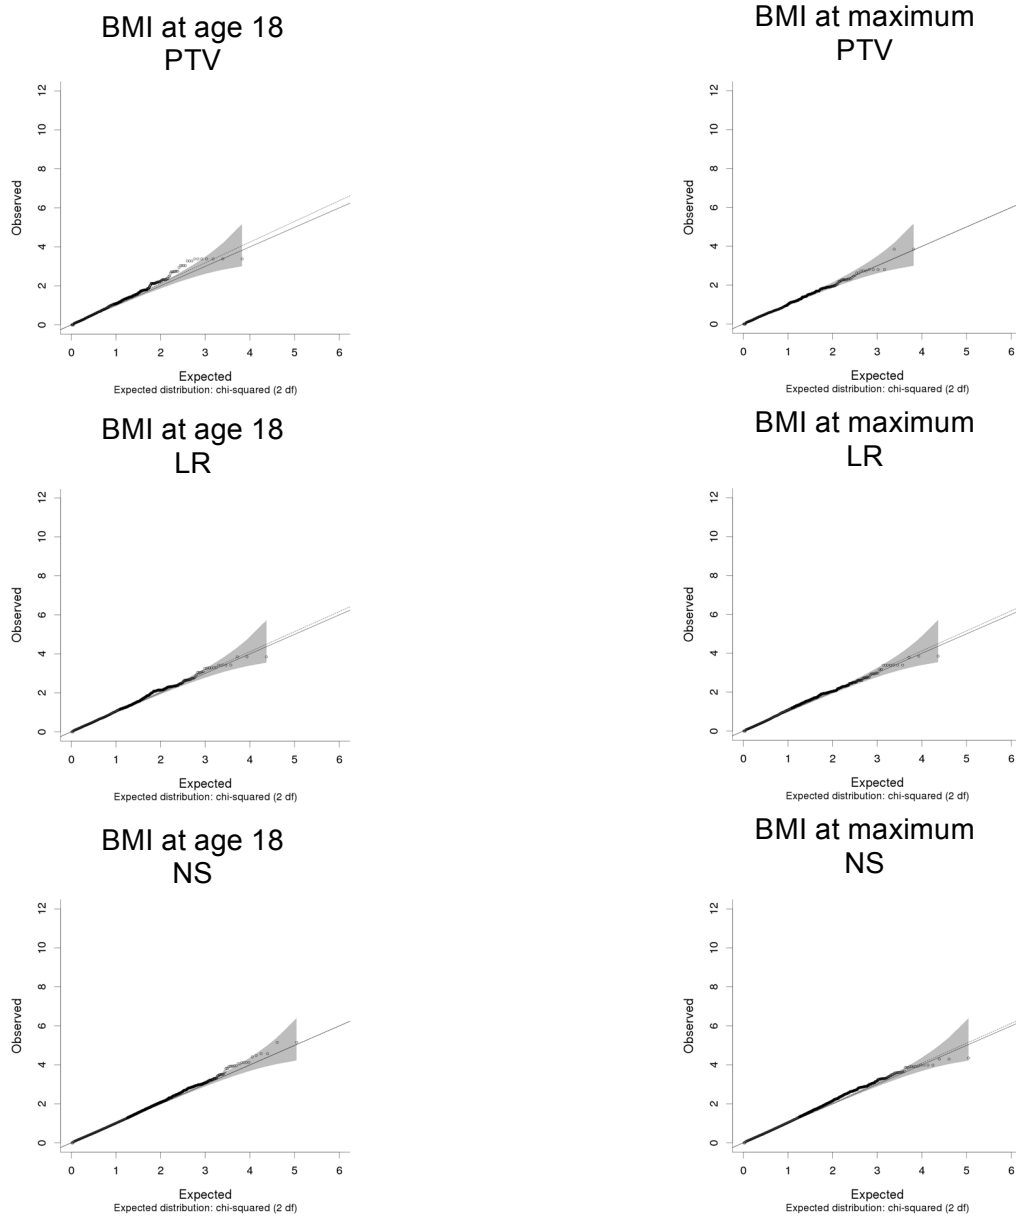 BMI at age 18
PTV
12
10
8
6
4
2
0
Observed
0 1 2 3 4 5 6
Expected
Expected distribution: chi-squared (2 df)
BMI at maximum
PTV
12
10
8
6
4
2
0
Observed
0 1 2 3 4 5 6
Expected
Expected distribution: chi-squared (2 df)
BMI at age 18
LR
12
10
8
6
4
2
0
Observed
0 1 2 3 4 5 6
Expected
Expected distribution: chi-squared (2 df)
BMI at maximum
LR
12
10
8
6
4
2
0
Observed
0 1 2 3 4 5 6
Expected
Expected distribution: chi-squared (2 df)
BMI at age 18
NS
12
10
8
6
4
2
0
Observed
0 1 2 3 4 5 6
Expected
Expected distribution: chi-squared (2 df)
BMI at maximum
NS
12
10
8
6
4
2
0
Observed
0 1 2 3 4 5 6
Expected
Expected distribution: chi-squared (2 df)